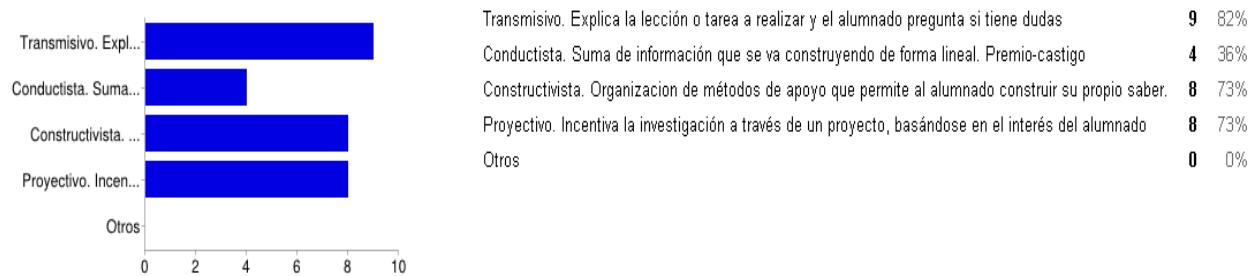 Transmisivo. Expl...
Conductista. Suma...
Constructivista. ...
Proyectivo. Incen...
Otros
0 2 4 6 8 10
Transmisivo. Explica la lección o tarea a realizar y el alumnado pregunta si tiene dudas 9 82%
Conductista. Suma de información que se va construyendo de forma lineal. Premio-castigo 4 36%
Constructivista. Organizacion de métodos de apoyo que permite al alumnado construir su propio saber. 8 73%
Proyectivo. Incentiva la investigación a través de un proyecto, basándose en el interés del alumnado 8 73%
Otros 0 0%